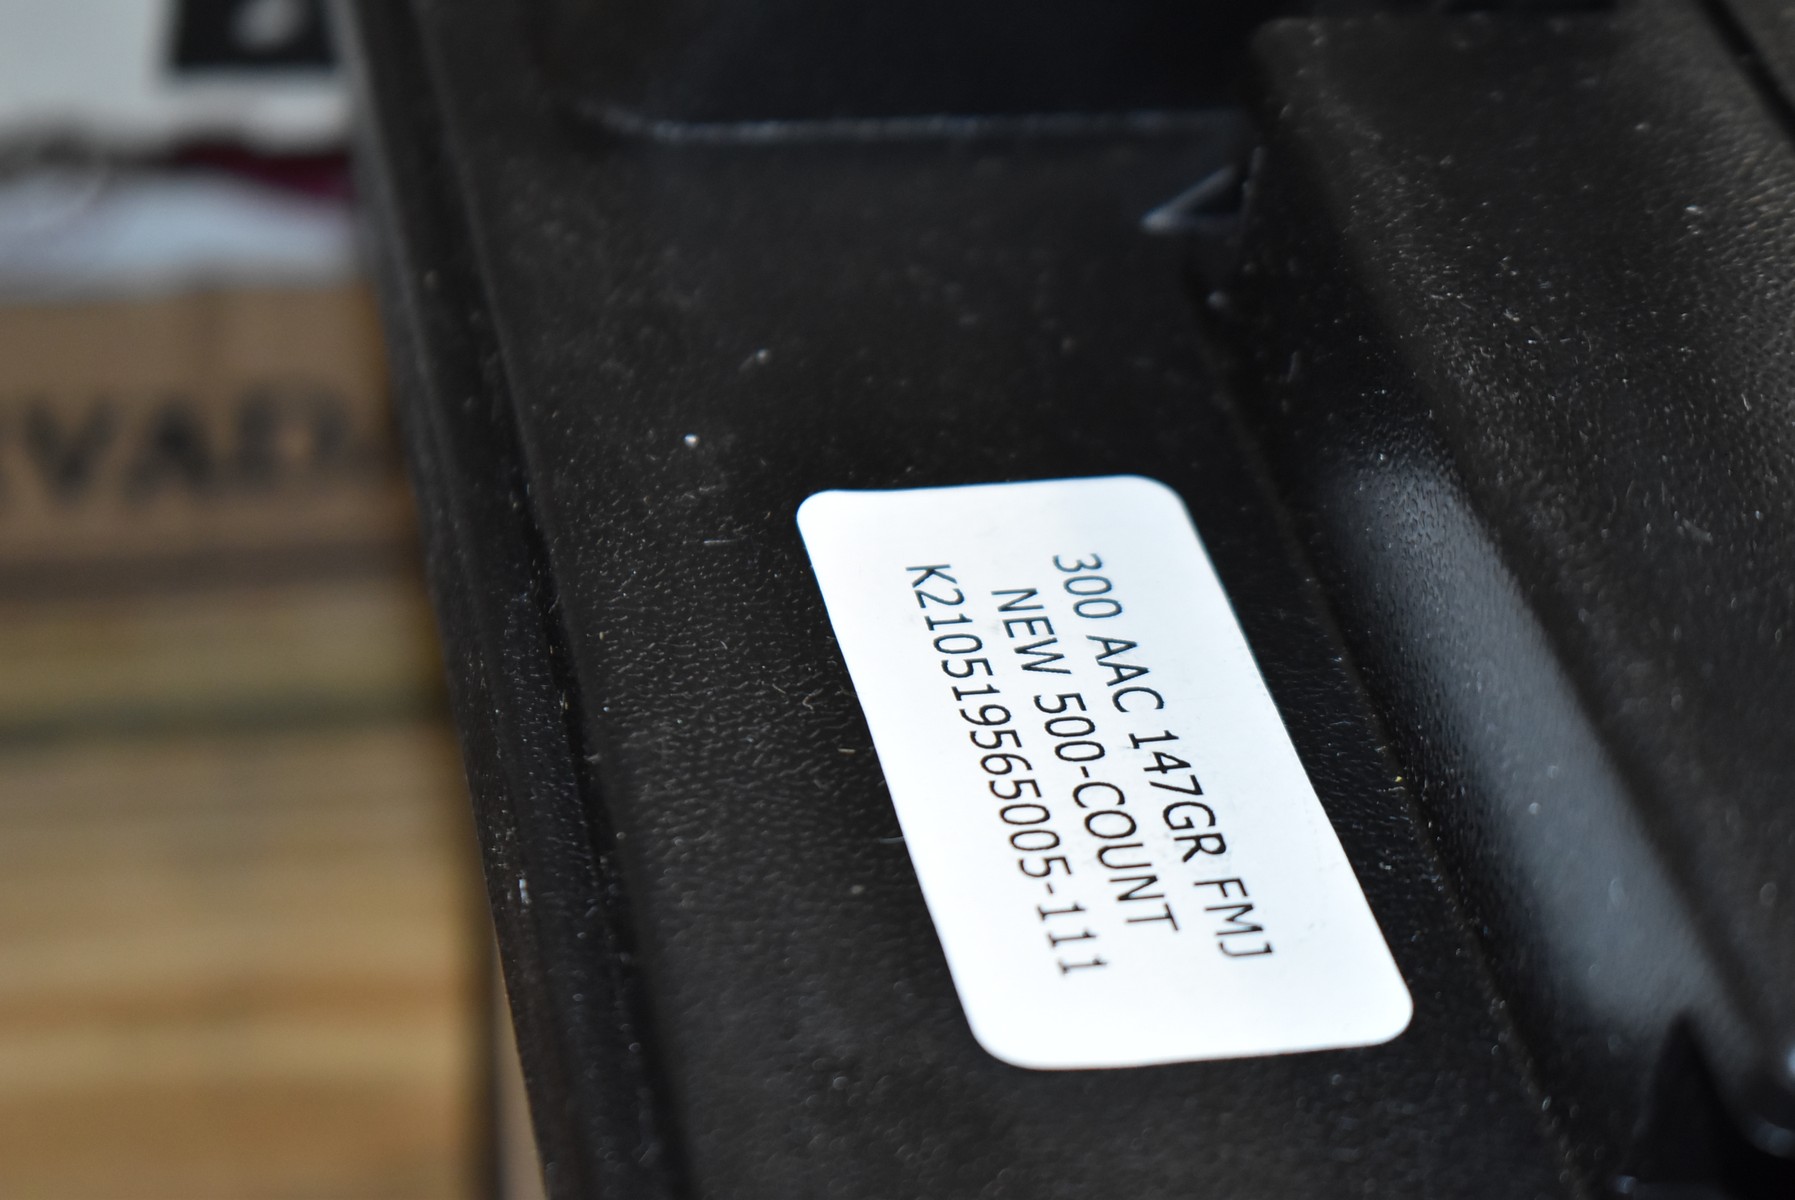 300 AAC 147GR FMJ
NEW 500-COUNT
K210519565005-111